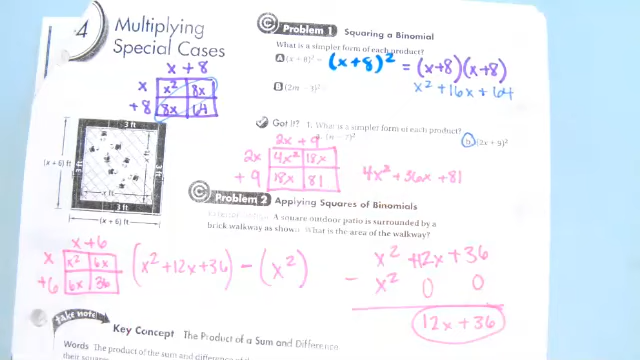 4 Multiplying
Special Cases
x + 8
x x² 8x
+ 8 8x 64
Problem 1 Squaring a Binomial
What is a simpler form of each product?
A (x + 8)² = (x+8)² = (x+8)(x+8)
x² + 16x + 64
B (2m − 3)²
Got it? 1. What is a simpler form of each product?
(n − 7)²
b. (2x + 9)²
2x + 9
2x 4x² 18x
+ 9 18x 81
4x² + 36x + 81
3 ft
(x + 6) ft
3 ft
x ft
3 ft
(x + 6) ft
Problem 2 Applying Squares of Binomials
A square outdoor patio is surrounded by a
brick walkway as shown. What is the area of the walkway?
x + 6
x x² 6x
+6 6x 36
(x² + 12x + 36) − (x²)
x² + 12x + 36
− x² 0 0
12x + 36
take note
Key Concept The Product of a Sum and Difference
Words The product of the sum and difference of
their squares